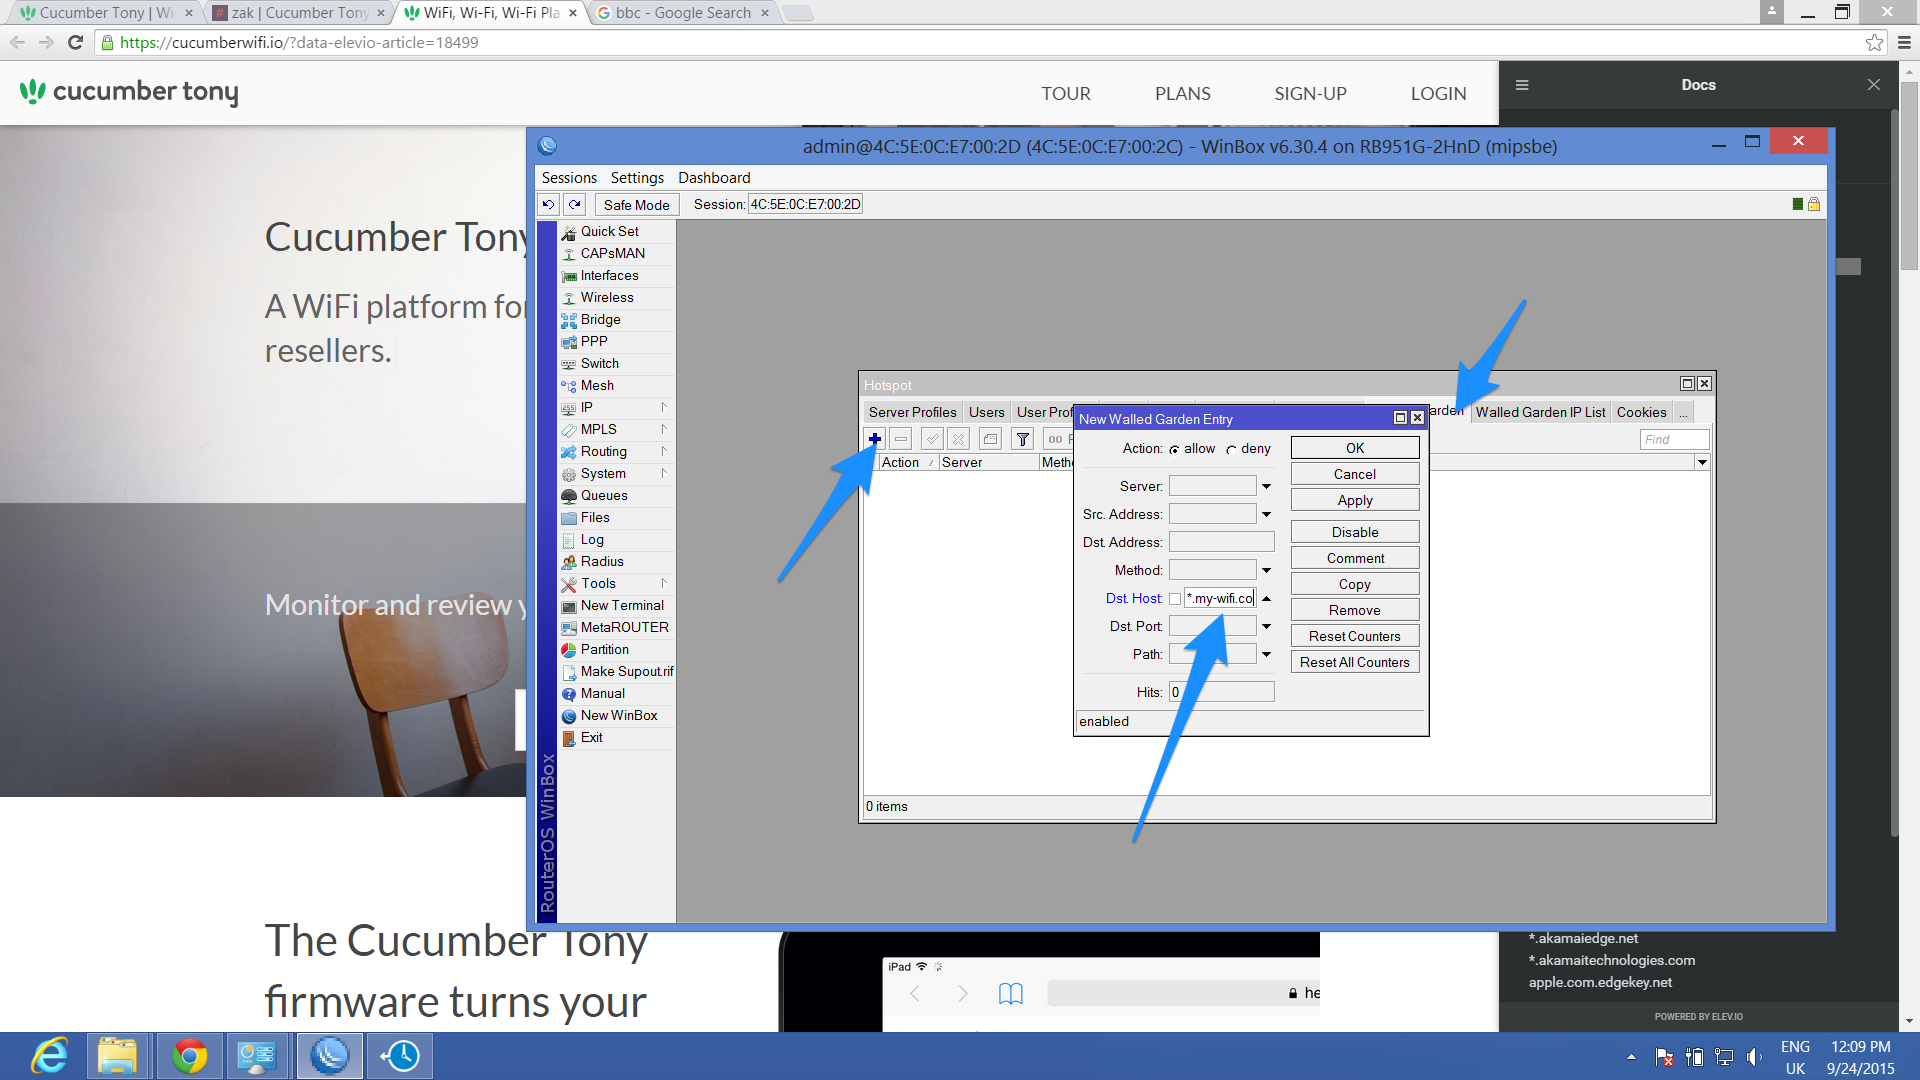 Cucumber Tony | Wi-
zak | Cucumber Tony
WiFi, Wi-Fi, Wi-Fi Pla
bbc - Google Search
https://cucumberwifi.io/?data-elevio-article=18499
cucumber tony
TOUR
PLANS
SIGN-UP
LOGIN
Docs
Cucumber Tony
A WiFi platform for
resellers.
Monitor and review y
The Cucumber Tony
firmware turns your
admin@4C:5E:0C:E7:00:2D (4C:5E:0C:E7:00:2C) - WinBox v6.30.4 on RB951G-2HnD (mipsbe)
Sessions Settings Dashboard
Safe Mode Session: 4C:5E:0C:E7:00:2D
Quick Set
CAPsMAN
Interfaces
Wireless
Bridge
PPP
Switch
Mesh
IP
MPLS
Routing
System
Queues
Files
Log
Radius
Tools
New Terminal
MetaROUTER
Partition
Make Supout.rif
Manual
New WinBox
Exit
RouterOS WinBox
Hotspot
Server Profiles Users User Prof arden Walled Garden IP List Cookies ...
Find
Action Server Metho
0 items
New Walled Garden Entry
Action: allow deny
Server:
Src. Address:
Dst. Address:
Method:
Dst. Host: *.my-wifi.co
Dst. Port:
Path:
Hits: 0
enabled
OK
Cancel
Apply
Disable
Comment
Copy
Remove
Reset Counters
Reset All Counters
iPad
he
*.akamaiedge.net
*.akamaitechnologies.com
apple.com.edgekey.net
POWERED BY ELEV.IO
ENG
UK
12:09 PM
9/24/2015